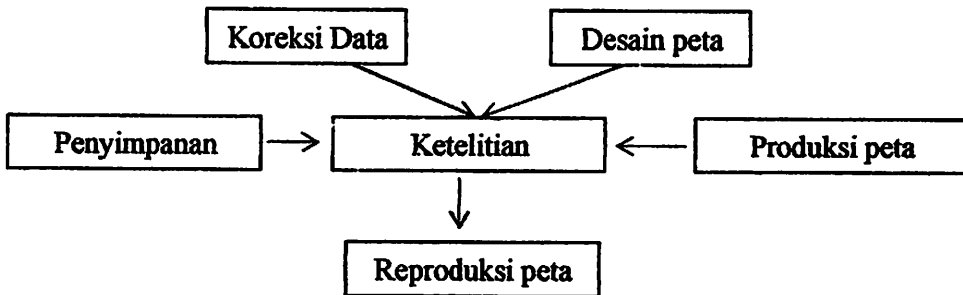 Koreksi Data
Desain peta
Penyimpanan
Ketelitian
Produksi peta
Reproduksi peta